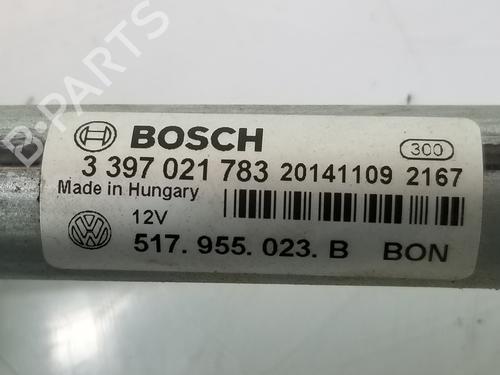 BOSCH
300
3 397 021 783 20141109 2167
Made in Hungary
12V
517. 955. 023. B BON
B.PARTS